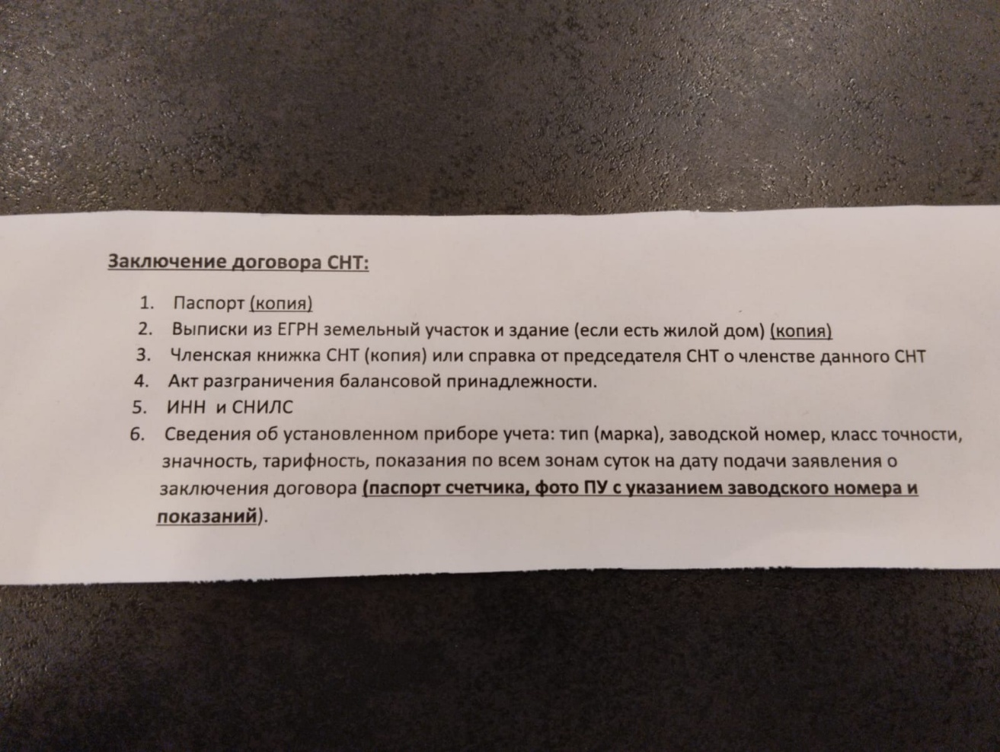 Заключение договора СНТ:
1. Паспорт (копия)
2. Выписки из ЕГРН земельный участок и здание (если есть жилой дом) (копия)
3. Членская книжка СНТ (копия) или справка от председателя СНТ о членстве данного СНТ
4. Акт разграничения балансовой принадлежности.
5. ИНН и СНИЛС
6. Сведения об установленном приборе учета: тип (марка), заводской номер, класс точности,
значность, тарифность, показания по всем зонам суток на дату подачи заявления о
заключения договора (паспорт счетчика, фото ПУ с указанием заводского номера и
показаний).